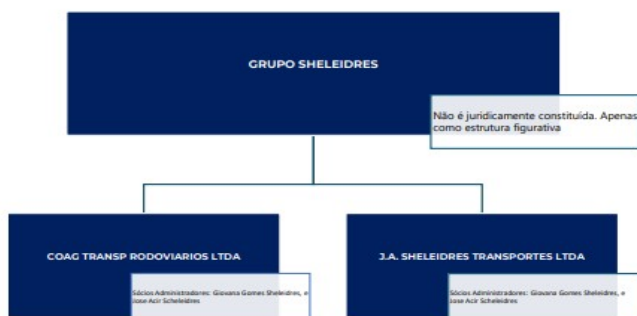 GRUPO SHELEIDRES
Não é juridicamente constituída. Apenas
como estrutura figurativa
COAG TRANSP RODOVIARIOS LTDA
Sócios Administradores: Giovana Gomes Sheleidres, e
Jose Acir Scheleidres
J.A. SHELEIDRES TRANSPORTES LTDA
Sócios Administradores: Giovana Gomes Sheleidres, e
Jose Acir Scheleidres